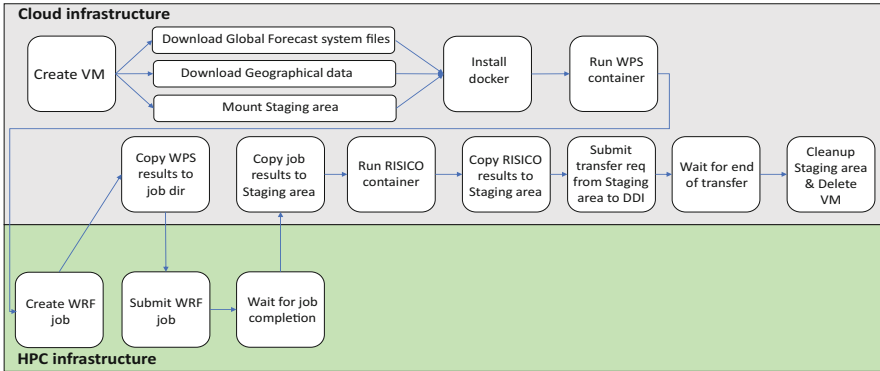 Cloud infrastructure
Create VM
Download Global Forecast system files
Download Geographical data
Mount Staging area
Install
docker
Run WPS
container
Copy WPS
results to
job dir
Copy job
results to
Staging area
Run RISICO
container
Copy RISICO
results to
Staging area
Submit
transfer req
from Staging
area to DDI
Wait for end
of transfer
Cleanup
Staging area
& Delete
VM
Create WRF
job
Submit WRF
job
Wait for job
completion
HPC infrastructure